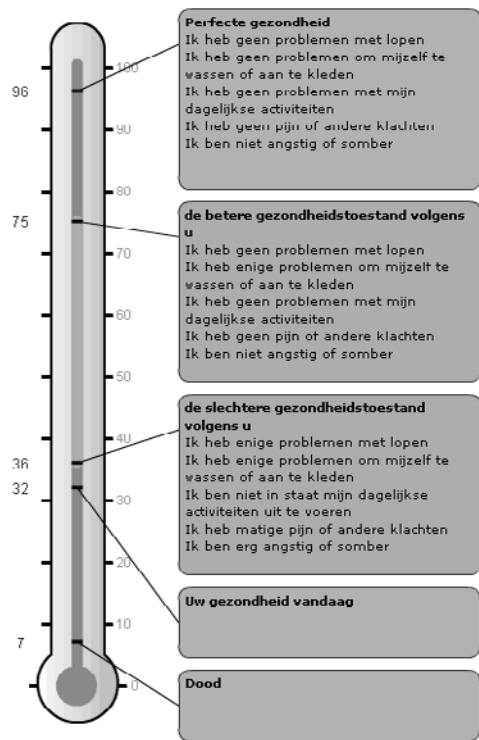 Perfecte gezondheid
Ik heb geen problemen met lopen
Ik heb geen problemen om mijzelf te
wassen of aan te kleden
Ik heb geen problemen met mijn
dagelijkse activiteiten
Ik heb geen pijn of andere klachten
Ik ben niet angstig of somber
de betere gezondheidstoestand volgens
u
Ik heb geen problemen met lopen
Ik heb enige problemen om mijzelf te
wassen of aan te kleden
Ik heb geen problemen met mijn
dagelijkse activiteiten
Ik heb geen pijn of andere klachten
Ik ben niet angstig of somber
de slechtere gezondheidstoestand
volgens u
Ik heb enige problemen met lopen
Ik heb enige problemen om mijzelf te
wassen of aan te kleden
Ik ben niet in staat mijn dagelijkse
activiteiten uit te voeren
Ik heb matige pijn of andere klachten
Ik ben erg angstig of somber
Uw gezondheid vandaag
Dood
96
75
36
32
7
100
90
80
70
60
50
40
30
20
10
0